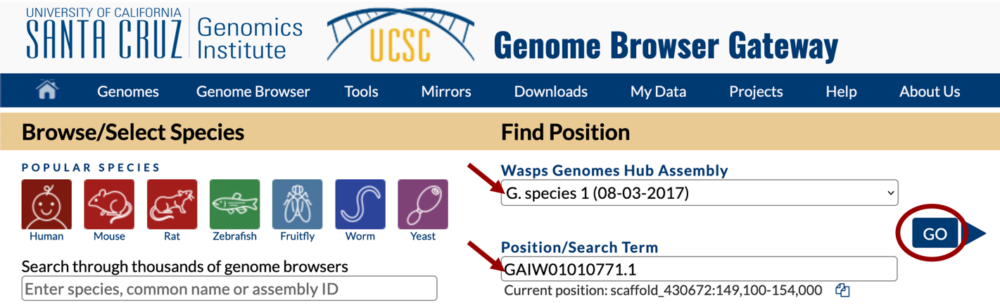 UNIVERSITY OF CALIFORNIA
SANTA CRUZ
Genomics
Institute
UCSC
Genome Browser Gateway
Genomes Genome Browser Tools Mirrors Downloads My Data Projects Help About Us
Browse/Select Species
POPULAR SPECIES
Human Mouse Rat Zebrafish Fruitfly Worm Yeast
Search through thousands of genome browsers
Enter species, common name or assembly ID
Find Position
Wasps Genomes Hub Assembly
G. species 1 (08-03-2017)
GO
Position/Search Term
GAIW01010771.1
Current position: scaffold_430672:149,100-154,000